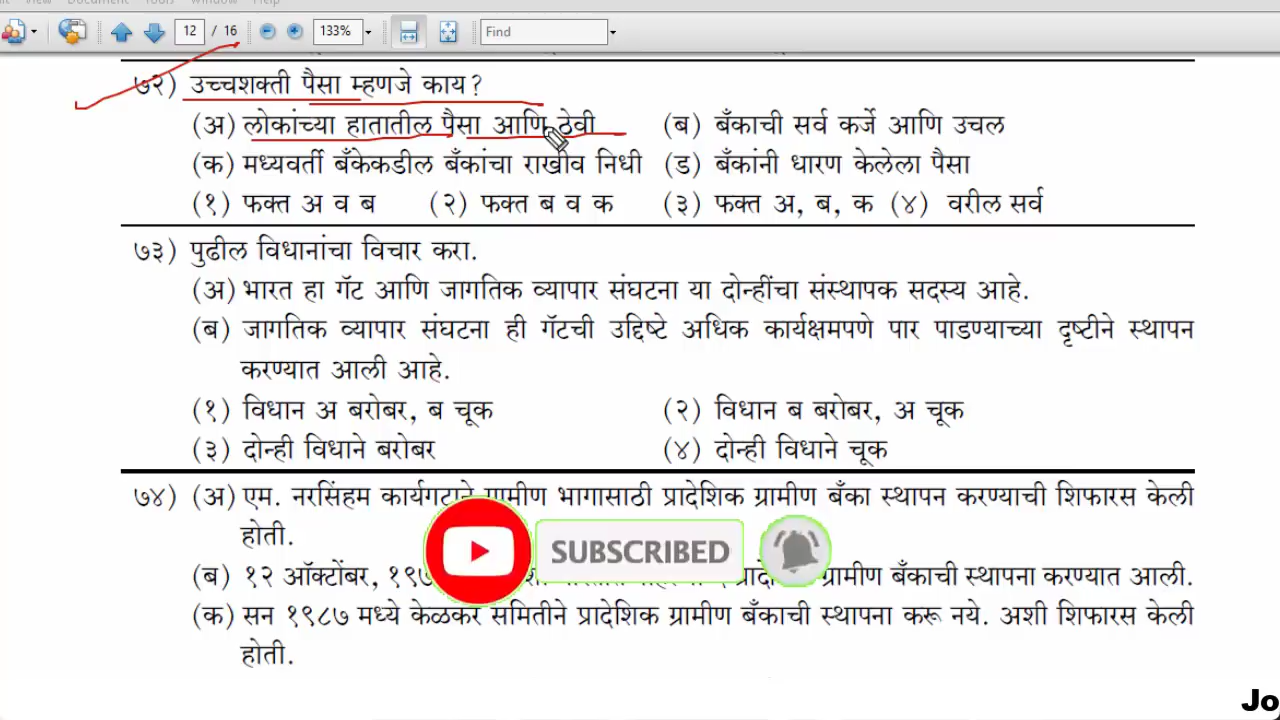 12 / 16 133% Find
७२) उच्चशक्ती पैसा म्हणजे काय?
(अ) लोकांच्या हातातील पैसा आणि ठेवी (ब) बँकाची सर्व कर्जे आणि उचल
(क) मध्यवर्ती बँकेकडील बँकांचा राखीव निधी (ड) बँकांनी धारण केलेला पैसा
(१) फक्त अ व ब (२) फक्त ब व क (३) फक्त अ, ब, क (४) वरील सर्व
७३) पुढील विधानांचा विचार करा.
(अ) भारत हा गॅट आणि जागतिक व्यापार संघटना या दोन्हींचा संस्थापक सदस्य आहे.
(ब) जागतिक व्यापार संघटना ही गॅटची उद्दिष्टे अधिक कार्यक्षमपणे पार पाडण्याच्या दृष्टीने स्थापन
करण्यात आली आहे.
(१) विधान अ बरोबर, ब चूक (२) विधान ब बरोबर, अ चूक
(३) दोन्ही विधाने बरोबर (४) दोन्ही विधाने चूक
७४) (अ) एम. नरसिंहम कार्यगटाने ग्रामीण भागासाठी प्रादेशिक ग्रामीण बँका स्थापन करण्याची शिफारस केली
होती.
SUBSCRIBED
(ब) १२ ऑक्टोंबर, ग्रामीण बँकाची स्थापना करण्यात आली.
(क) सन १९८७ मध्ये केळकर समितीने प्रादेशिक ग्रामीण बँकाची स्थापना करू नये. अशी शिफारस केली
होती.
Jo